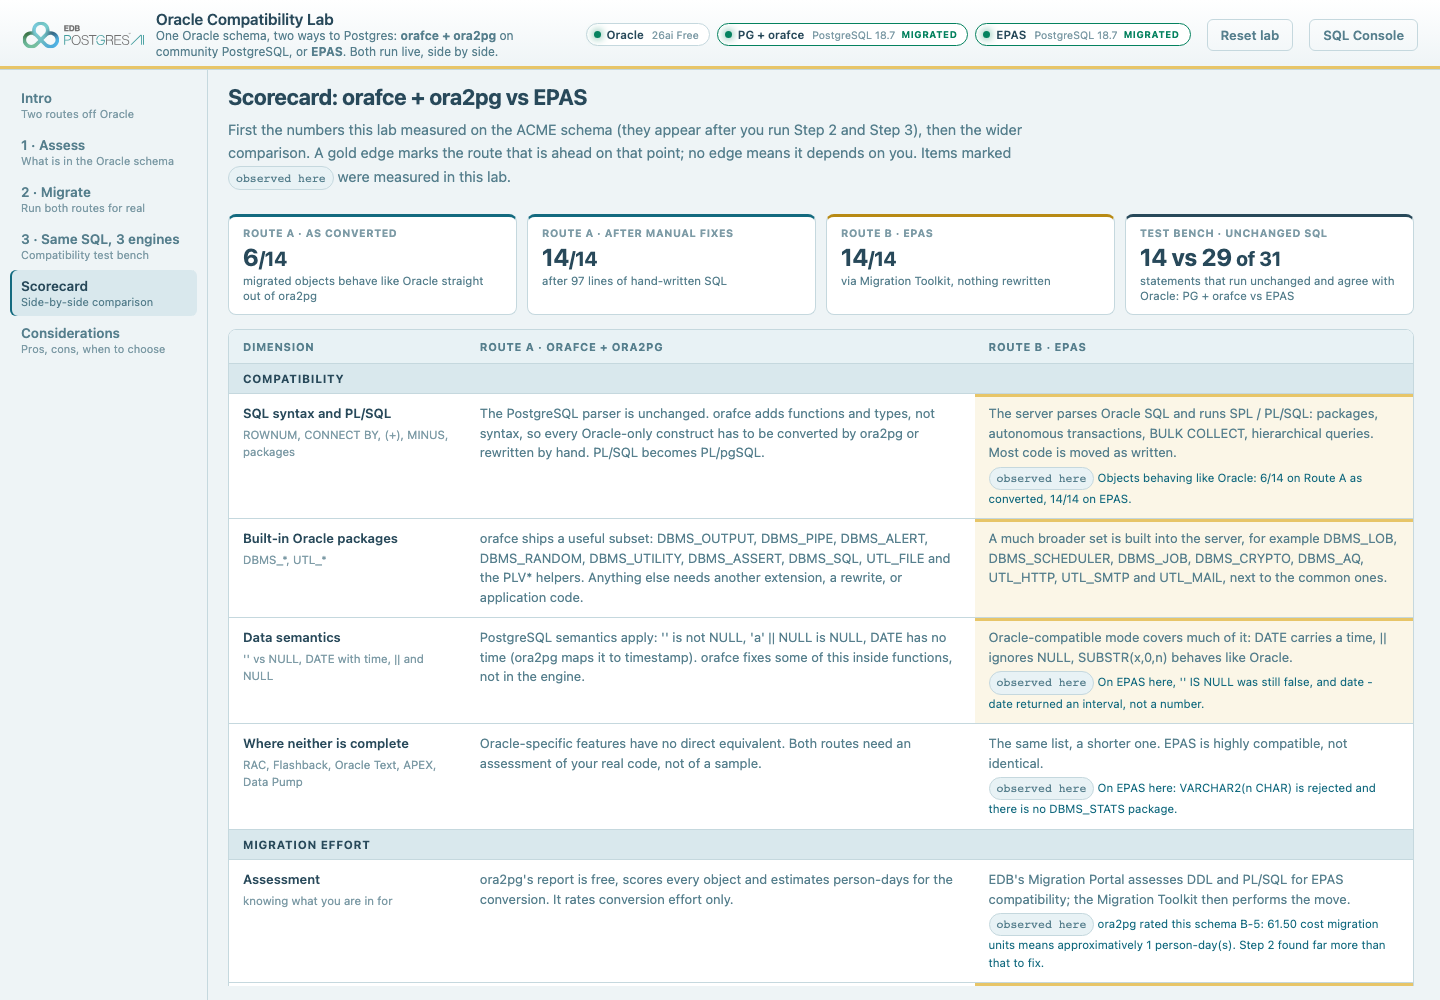 EDB
POSTGRES AI
Oracle Compatibility Lab
One Oracle schema, two ways to Postgres: orafce + ora2pg on
community PostgreSQL, or EPAS. Both run live, side by side.
Oracle 26ai Free
PG + orafce PostgreSQL 18.7 MIGRATED
EPAS PostgreSQL 18.7 MIGRATED
Reset lab
SQL Console
Intro
Two routes off Oracle
1 · Assess
What is in the Oracle schema
2 · Migrate
Run both routes for real
3 · Same SQL, 3 engines
Compatibility test bench
Scorecard
Side-by-side comparison
Considerations
Pros, cons, when to choose
Scorecard: orafce + ora2pg vs EPAS
First the numbers this lab measured on the ACME schema (they appear after you run Step 2 and Step 3), then the wider
comparison. A gold edge marks the route that is ahead on that point; no edge means it depends on you. Items marked
observed here were measured in this lab.
ROUTE A · AS CONVERTED
6/14
migrated objects behave like Oracle straight
out of ora2pg
ROUTE A · AFTER MANUAL FIXES
14/14
after 97 lines of hand-written SQL
ROUTE B · EPAS
14/14
via Migration Toolkit, nothing rewritten
TEST BENCH · UNCHANGED SQL
14 vs 29 of 31
statements that run unchanged and agree with
Oracle: PG + orafce vs EPAS
DIMENSION
ROUTE A · ORAFCE + ORA2PG
ROUTE B · EPAS
COMPATIBILITY
SQL syntax and PL/SQL
ROWNUM, CONNECT BY, (+), MINUS,
packages
The PostgreSQL parser is unchanged. orafce adds functions and types, not
syntax, so every Oracle-only construct has to be converted by ora2pg or
rewritten by hand. PL/SQL becomes PL/pgSQL.
The server parses Oracle SQL and runs SPL / PL/SQL: packages,
autonomous transactions, BULK COLLECT, hierarchical queries.
Most code is moved as written.
observed here Objects behaving like Oracle: 6/14 on Route A as
converted, 14/14 on EPAS.
Built-in Oracle packages
DBMS_*, UTL_*
orafce ships a useful subset: DBMS_OUTPUT, DBMS_PIPE, DBMS_ALERT,
DBMS_RANDOM, DBMS_UTILITY, DBMS_ASSERT, DBMS_SQL, UTL_FILE and
the PLV* helpers. Anything else needs another extension, a rewrite, or
application code.
A much broader set is built into the server, for example DBMS_LOB,
DBMS_SCHEDULER, DBMS_JOB, DBMS_CRYPTO, DBMS_AQ,
UTL_HTTP, UTL_SMTP and UTL_MAIL, next to the common ones.
Data semantics
'' vs NULL, DATE with time, || and
NULL
PostgreSQL semantics apply: '' is not NULL, 'a' || NULL is NULL, DATE has no
time (ora2pg maps it to timestamp). orafce fixes some of this inside functions,
not in the engine.
Oracle-compatible mode covers much of it: DATE carries a time, ||
ignores NULL, SUBSTR(x,0,n) behaves like Oracle.
observed here On EPAS here, '' IS NULL was still false, and date -
date returned an interval, not a number.
Where neither is complete
RAC, Flashback, Oracle Text, APEX,
Data Pump
Oracle-specific features have no direct equivalent. Both routes need an
assessment of your real code, not of a sample.
The same list, a shorter one. EPAS is highly compatible, not
identical.
observed here On EPAS here: VARCHAR2(n CHAR) is rejected and
there is no DBMS_STATS package.
MIGRATION EFFORT
Assessment
knowing what you are in for
ora2pg's report is free, scores every object and estimates person-days for the
conversion. It rates conversion effort only.
EDB's Migration Portal assesses DDL and PL/SQL for EPAS
compatibility; the Migration Toolkit then performs the move.
observed here ora2pg rated this schema B-5: 61.50 cost migration
units means approximatively 1 person-day(s). Step 2 found far more than
that to fix.